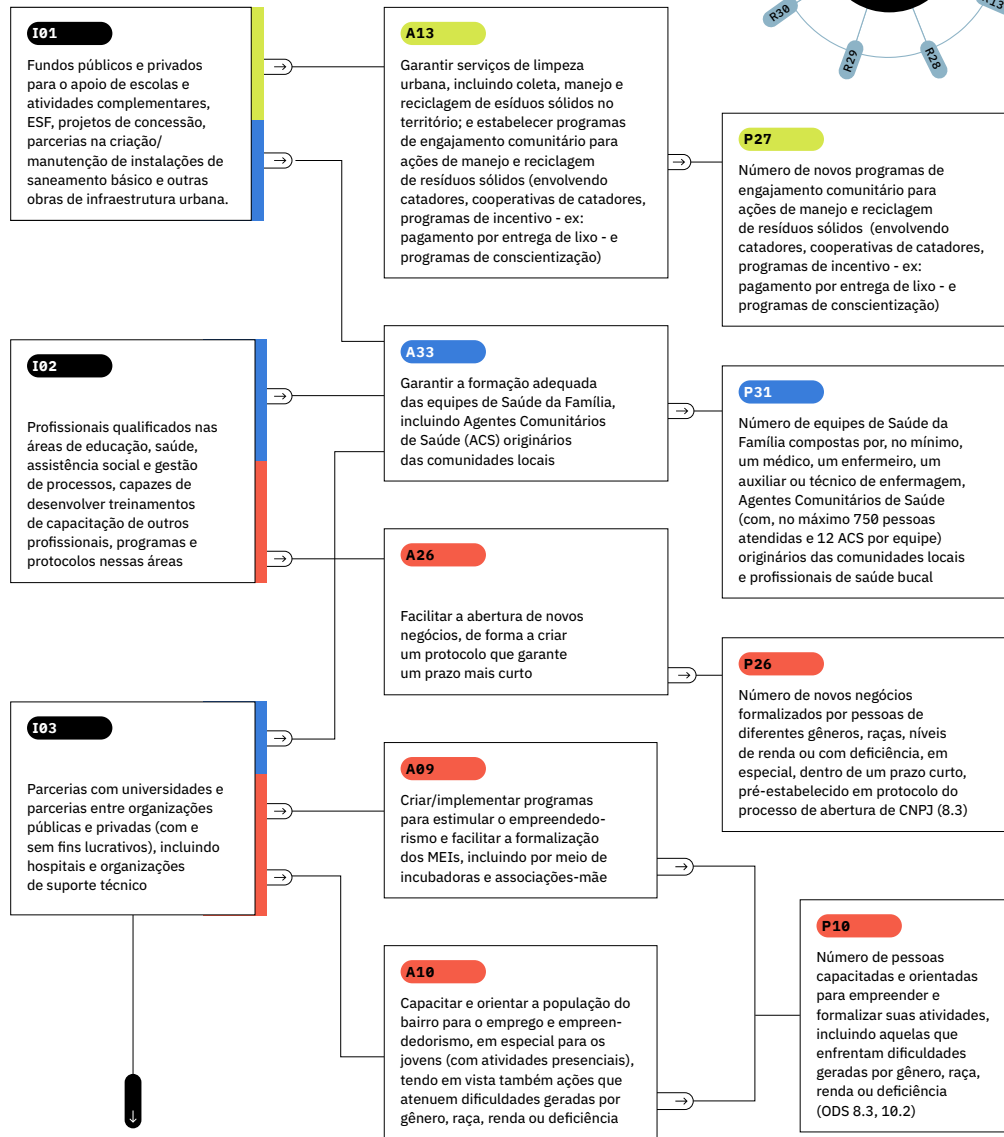 I01
Fundos públicos e privados
para o apoio de escolas e
atividades complementares,
ESF, projetos de concessão,
parcerias na criação/
manutenção de instalações de
saneamento básico e outras
obras de infraestrutura urbana.
I02
Profissionais qualificados nas
áreas de educação, saúde,
assistência social e gestão
de processos, capazes de
desenvolver treinamentos
de capacitação de outros
profissionais, programas e
protocolos nessas áreas
I03
Parcerias com universidades e
parcerias entre organizações
públicas e privadas (com e
sem fins lucrativos), incluindo
hospitais e organizações
de suporte técnico
A13
Garantir serviços de limpeza
urbana, incluindo coleta, manejo e
reciclagem de esíduos sólidos no
território; e estabelecer programas
de engajamento comunitário para
ações de manejo e reciclagem
de resíduos sólidos (envolvendo
catadores, cooperativas de catadores,
programas de incentivo - ex:
pagamento por entrega de lixo - e
programas de conscientização)
A33
Garantir a formação adequada
das equipes de Saúde da Família,
incluindo Agentes Comunitários
de Saúde (ACS) originários
das comunidades locais
A26
Facilitar a abertura de novos
negócios, de forma a criar
um protocolo que garante
um prazo mais curto
A09
Criar/implementar programas
para estimular o empreendedo-
rismo e facilitar a formalização
dos MEIs, incluindo por meio de
incubadoras e associações-mãe
A10
Capacitar e orientar a população do
bairro para o emprego e empreen-
dedorismo, em especial para os
jovens (com atividades presenciais),
tendo em vista também ações que
atenuem dificuldades geradas por
gênero, raça, renda ou deficiência
R30
R29
R28
R13
P27
Número de novos programas de
engajamento comunitário para
ações de manejo e reciclagem
de resíduos sólidos (envolvendo
catadores, cooperativas de catadores,
programas de incentivo - ex:
pagamento por entrega de lixo - e
programas de conscientização)
P31
Número de equipes de Saúde da
Família compostas por, no mínimo,
um médico, um enfermeiro, um
auxiliar ou técnico de enfermagem,
Agentes Comunitários de Saúde
(com, no máximo 750 pessoas
atendidas e 12 ACS por equipe)
originários das comunidades locais
e profissionais de saúde bucal
P26
Número de novos negócios
formalizados por pessoas de
diferentes gêneros, raças, níveis
de renda ou com deficiência, em
especial, dentro de um prazo curto,
pré-estabelecido em protocolo do
processo de abertura de CNPJ (8.3)
P10
Número de pessoas
capacitadas e orientadas
para empreender e
formalizar suas atividades,
incluindo aquelas que
enfrentam dificuldades
geradas por gênero, raça,
renda ou deficiência
(ODS 8.3, 10.2)